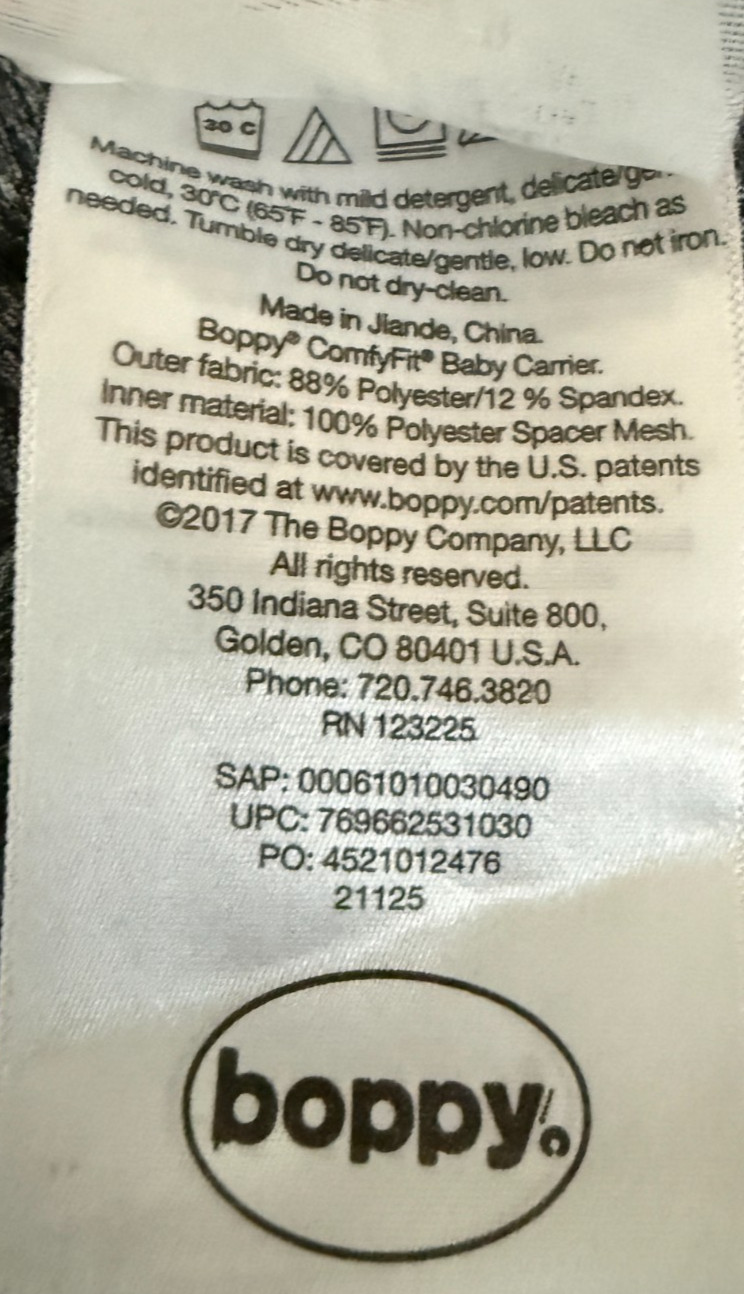 30 C
Machine wash with mild detergent, delicate/
cold, 30°C (65°F - 85°F). Non-chlorine bleach as
needed. Tumble dry delicate/gentle, low. Do not iron.
Do not dry-clean.
Made in Jiande, China.
Boppy® ComfyFit® Baby Carrier.
Outer fabric: 88% Polyester/12 % Spandex.
Inner material: 100% Polyester Spacer Mesh.
This product is covered by the U.S. patents
identified at www.boppy.com/patents.
©2017 The Boppy Company, LLC
All rights reserved.
350 Indiana Street, Suite 800,
Golden, CO 80401 U.S.A.
Phone: 720.746.3820
RN 123225
SAP: 00061010030490
UPC: 769662531030
PO: 4521012476
21125
boppy